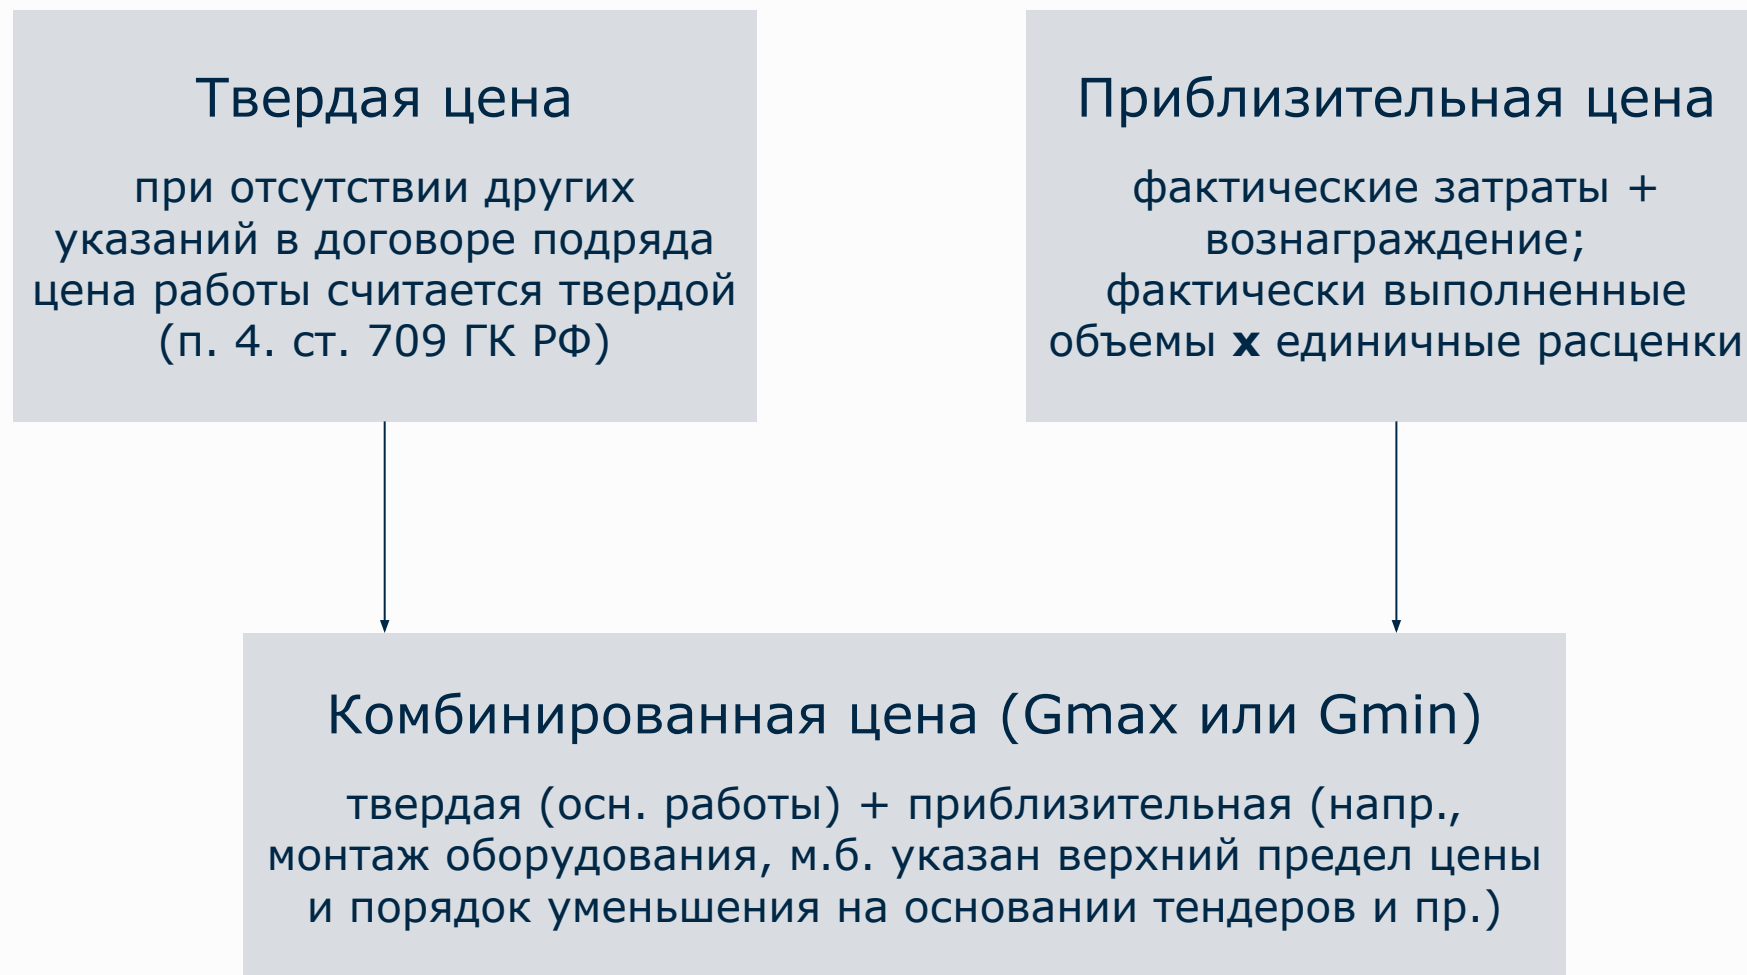 Твердая цена
при отсутствии других
указаний в договоре подряда
цена работы считается твердой
(п. 4. ст. 709 ГК РФ)
Приблизительная цена
фактические затраты +
вознаграждение;
фактически выполненные
объемы x единичные расценки
Комбинированная цена (Gmax или Gmin)
твердая (осн. работы) + приблизительная (напр.,
монтаж оборудования, м.б. указан верхний предел цены
и порядок уменьшения на основании тендеров и пр.)